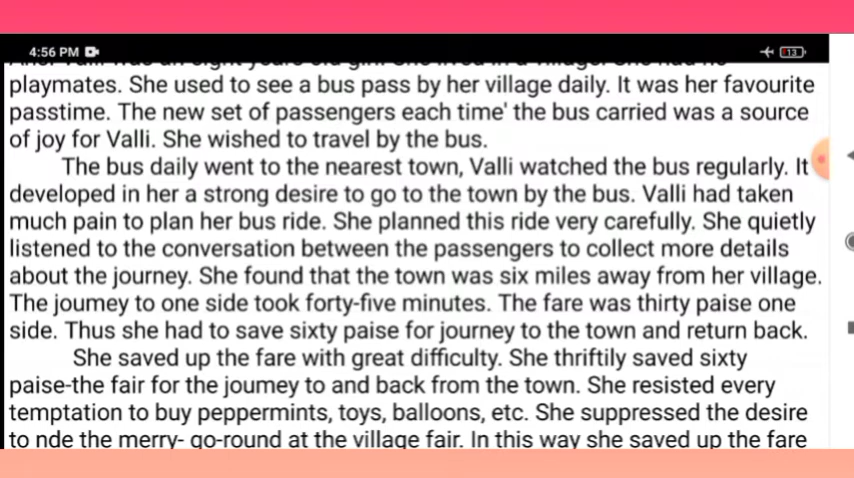 4:56 PM
13
playmates. She used to see a bus pass by her village daily. It was her favourite
passtime. The new set of passengers each time' the bus carried was a source
of joy for Valli. She wished to travel by the bus.
The bus daily went to the nearest town, Valli watched the bus regularly. It
developed in her a strong desire to go to the town by the bus. Valli had taken
much pain to plan her bus ride. She planned this ride very carefully. She quietly
listened to the conversation between the passengers to collect more details
about the journey. She found that the town was six miles away from her village.
The joumey to one side took forty-five minutes. The fare was thirty paise one
side. Thus she had to save sixty paise for journey to the town and return back.
She saved up the fare with great difficulty. She thriftily saved sixty
paise-the fair for the joumey to and back from the town. She resisted every
temptation to buy peppermints, toys, balloons, etc. She suppressed the desire
to nde the merry- go-round at the village fair. In this way she saved up the fare